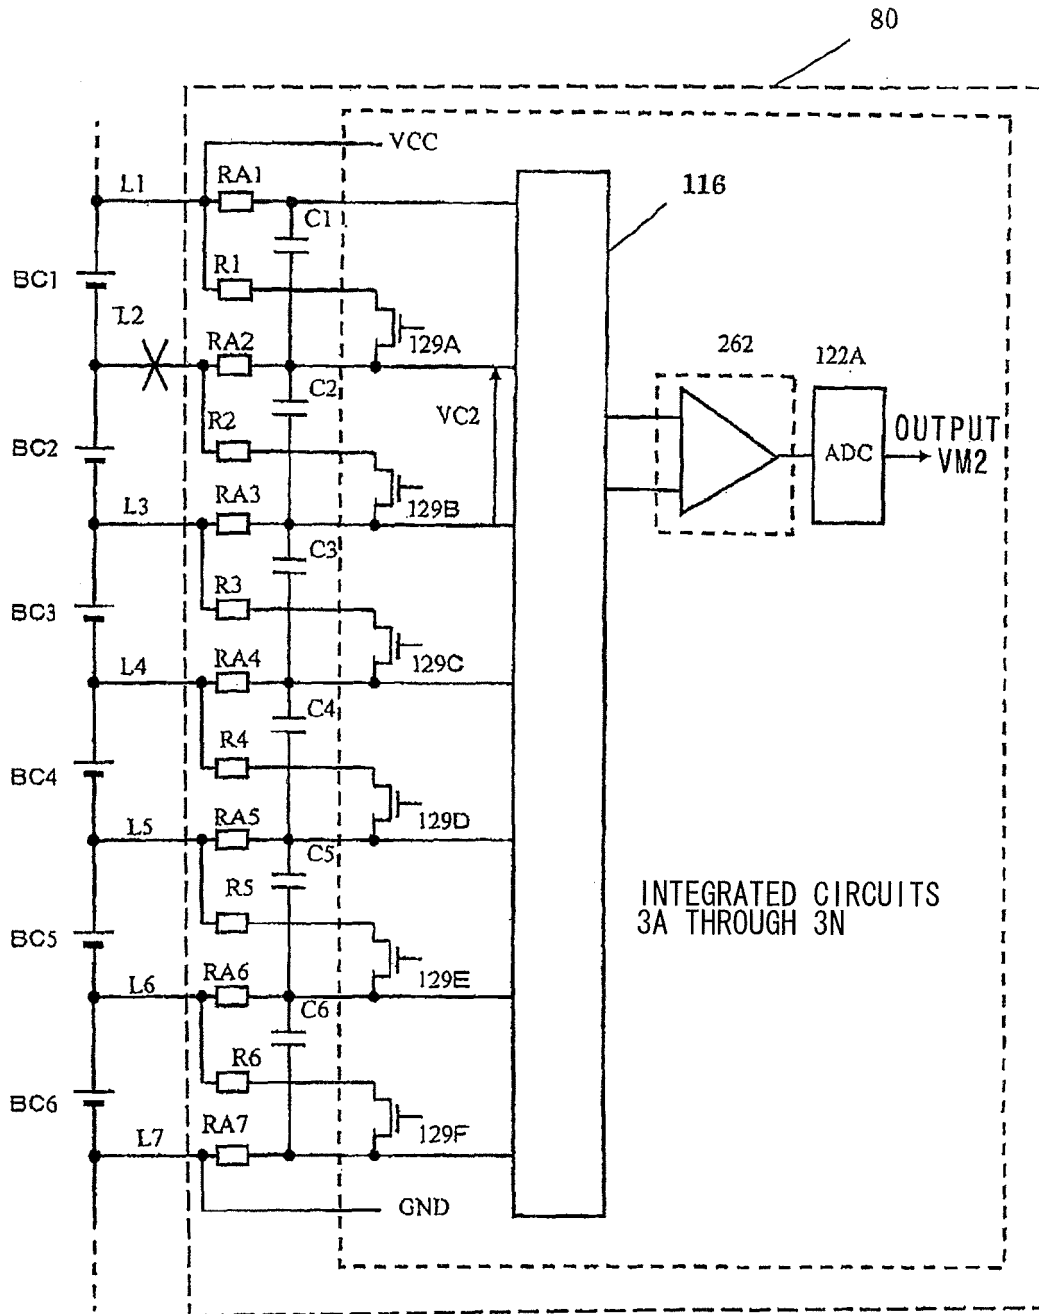 80
VCC
L1
RA1
116
C1
R1
BC1
L2
129A
RA2
262
122A
C2
R2
VC2
OUTPUT
VM2
ADC
BC2
L3
RA3
129B
C3
R3
BC3
L4
RA4
129C
C4
R4
BC4
L5
RA5
129D
C5
R5
INTEGRATED CIRCUITS
3A THROUGH 3N
BC5
L6
RA6
129E
C6
R6
BC6
L7
RA7
129F
GND